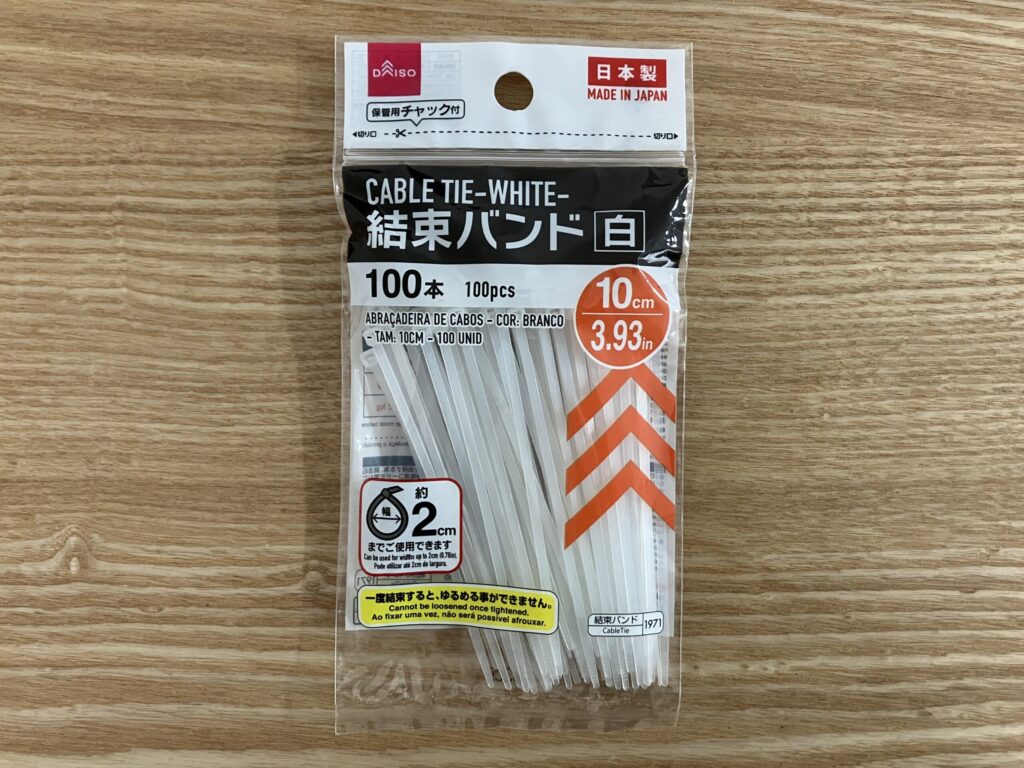 DAISO
日本製
MADE IN JAPAN
保管用チャック付
切り口
切り口
CABLE TIE-WHITE-
結束バンド 白
100本 100pcs
10cm
3.93in
ABRAÇADEIRA DE CABOS - COR: BRANCO
- TAM: 10CM - 100 UNID
約
幅
2cm
までご使用できます
Can be used for widths up to 2cm (0.78in).
Pode utilizar até 2cm de largura.
一度結束すると、ゆるめる事ができません。
Cannot be loosened once tightened.
Ao fixar uma vez, não será possível afrouxar.
結束バンド
CableTie
1971